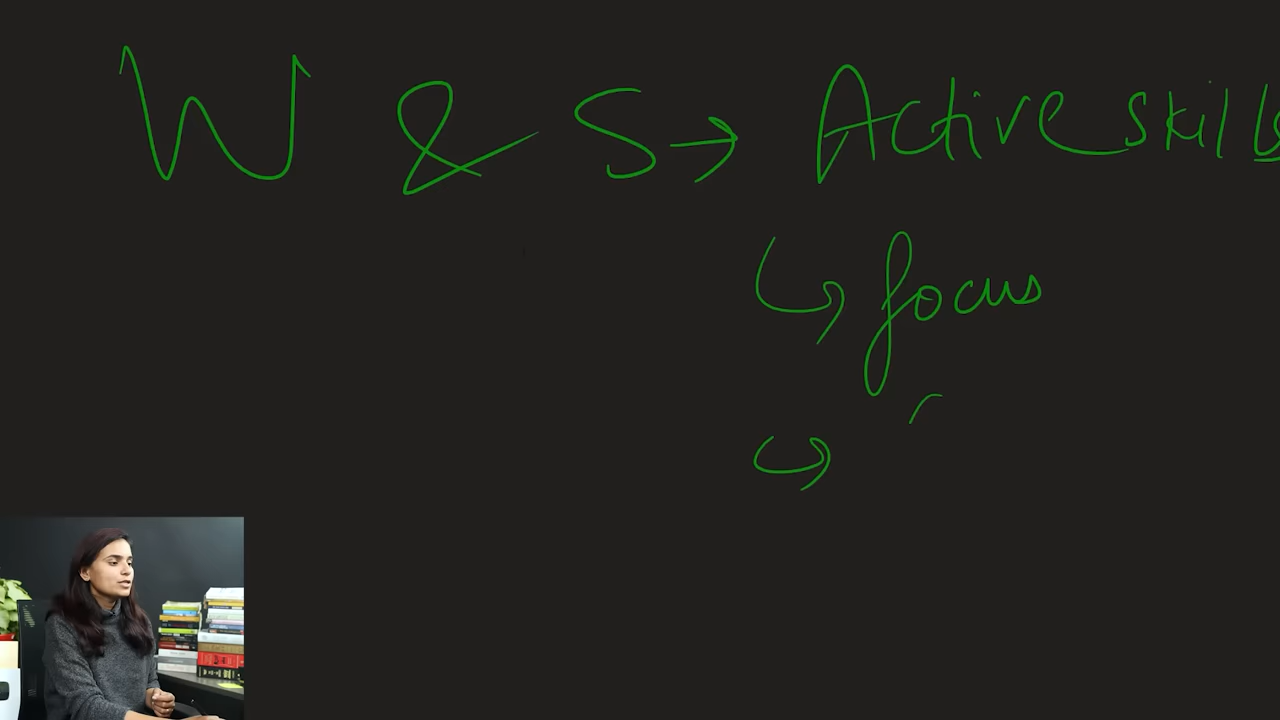 W & S → Active skills
↳ focus
↳